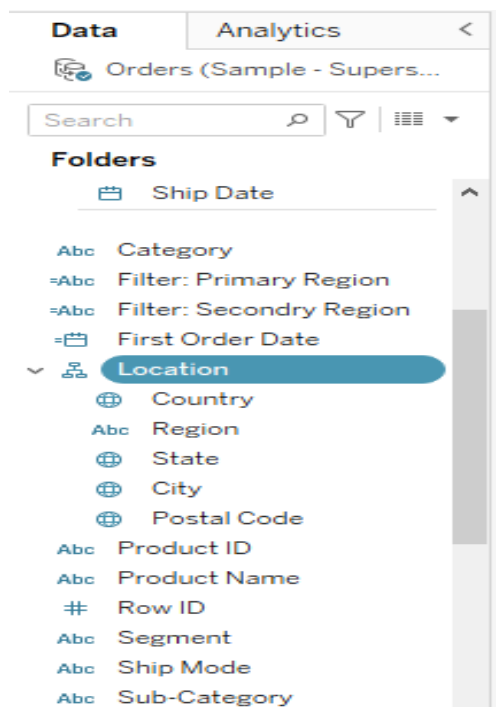 Data Analytics <
Orders (Sample - Supers...
Search
Folders
Ship Date
Abc Category
=Abc Filter: Primary Region
=Abc Filter: Secondry Region
= First Order Date
Location
Country
Abc Region
State
City
Postal Code
Abc Product ID
Abc Product Name
# Row ID
Abc Segment
Abc Ship Mode
Abc Sub-Category